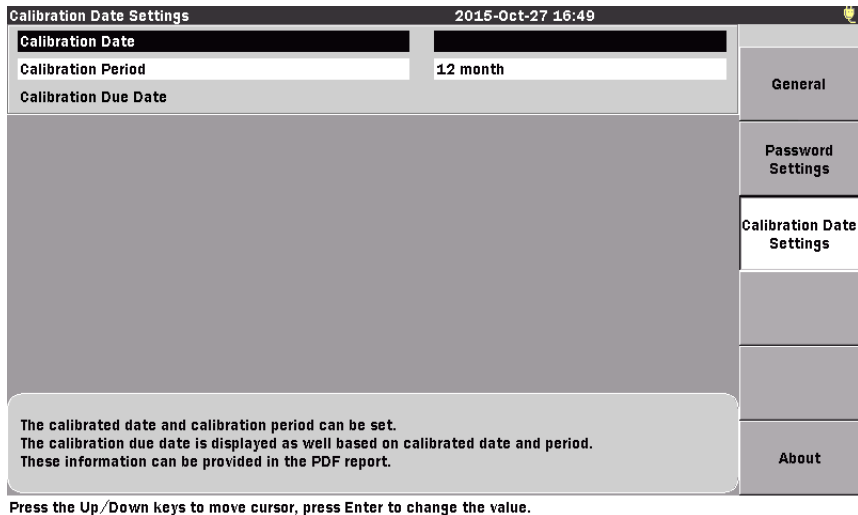 Calibration Date Settings 2015-Oct-27 16:49
Calibration Date
Calibration Period 12 month
Calibration Due Date
General
Password
Settings
Calibration Date
Settings
The calibrated date and calibration period can be set.
The calibration due date is displayed as well based on calibrated date and period.
These information can be provided in the PDF report.
About
Press the Up/Down keys to move cursor, press Enter to change the value.